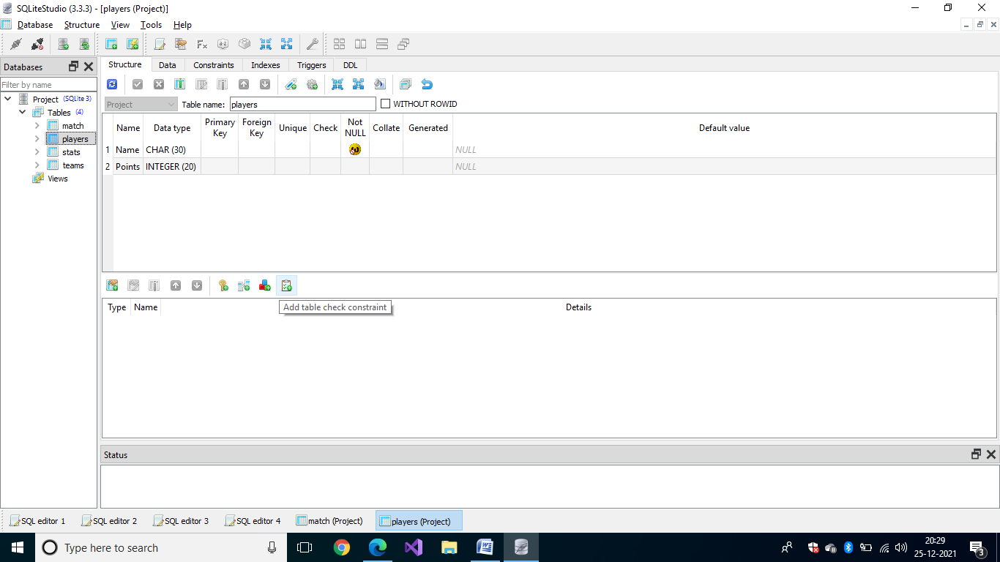 SQLiteStudio (3.3.3) - [players (Project)]
Database Structure View Tools Help
Databases
Filter by name
Project (SQLite 3)
Tables (4)
match
players
stats
teams
Views
Structure Data Constraints Indexes Triggers DDL
Project Table name: players WITHOUT ROWID
Name Data type Primary Key Foreign Key Unique Check Not NULL Collate Generated Default value
1 Name CHAR (30) NULL
2 Points INTEGER (20) NULL
Type Name Details
Add table check constraint
Status
SQL editor 1 SQL editor 2 SQL editor 3 SQL editor 4 match (Project) players (Project)
Type here to search
20:29
25-12-2021
3